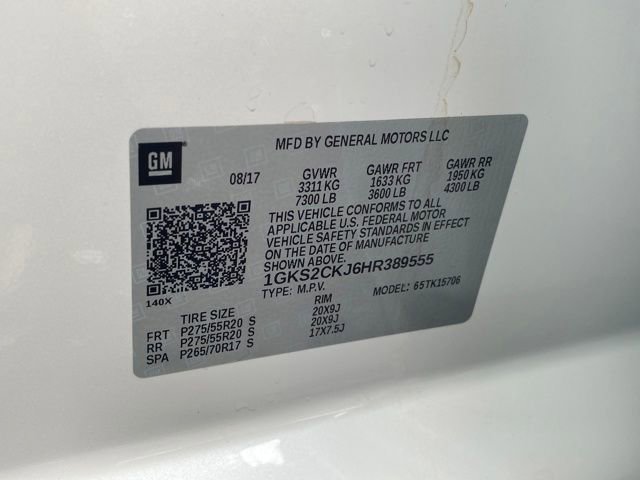 MFD BY GENERAL MOTORS LLC
GM
08/17 GVWR GAWR FRT GAWR RR
3311 KG 1633 KG 1950 KG
7300 LB 3600 LB 4300 LB
THIS VEHICLE CONFORMS TO ALL
APPLICABLE U.S. FEDERAL MOTOR
VEHICLE SAFETY STANDARDS IN EFFECT
ON THE DATE OF MANUFACTURE
SHOWN ABOVE.
1GKS2CKJ6HR389555
TYPE: M.P.V. MODEL: 65TK15706
140X
TIRE SIZE RIM
FRT P275/55R20 S 20X9J
RR P275/55R20 S 20X9J
SPA P265/70R17 S 17X7.5J